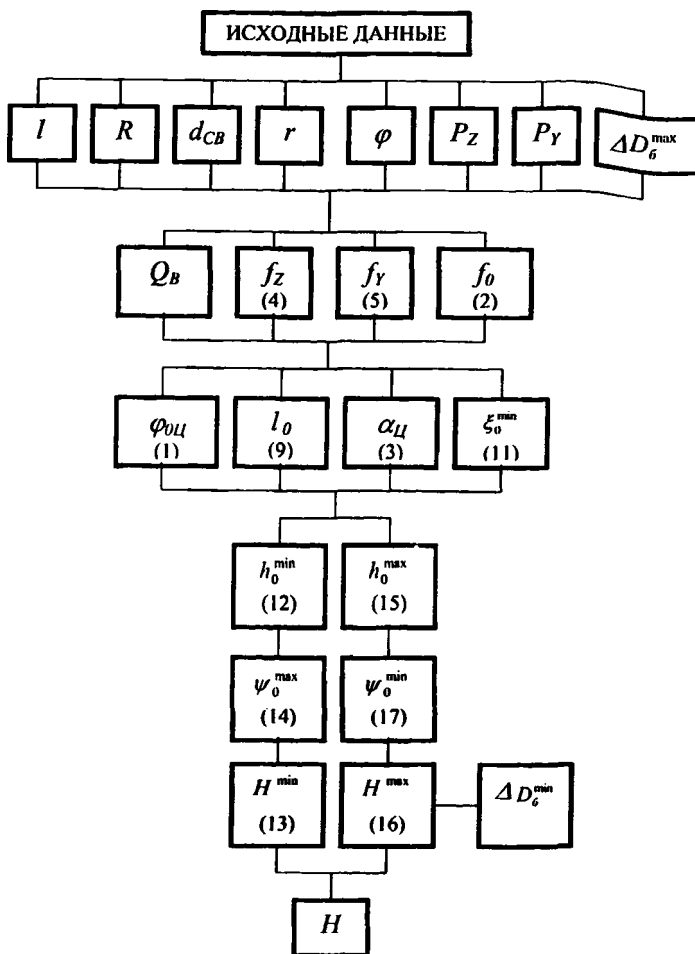 ИСХОДНЫЕ ДАННЫЕ
l R d_CB r φ P_Z P_Y ΔD_б^max
Q_B f_Z f_Y f_0
(4) (5) (2)
φ_0Ц l_0 α_Ц ξ_0^min
(1) (9) (3) (11)
h_0^min h_0^max
(12) (15)
ψ_0^max ψ_0^min
(14) (17)
H^min H^max ΔD_б^min
(13) (16)
H